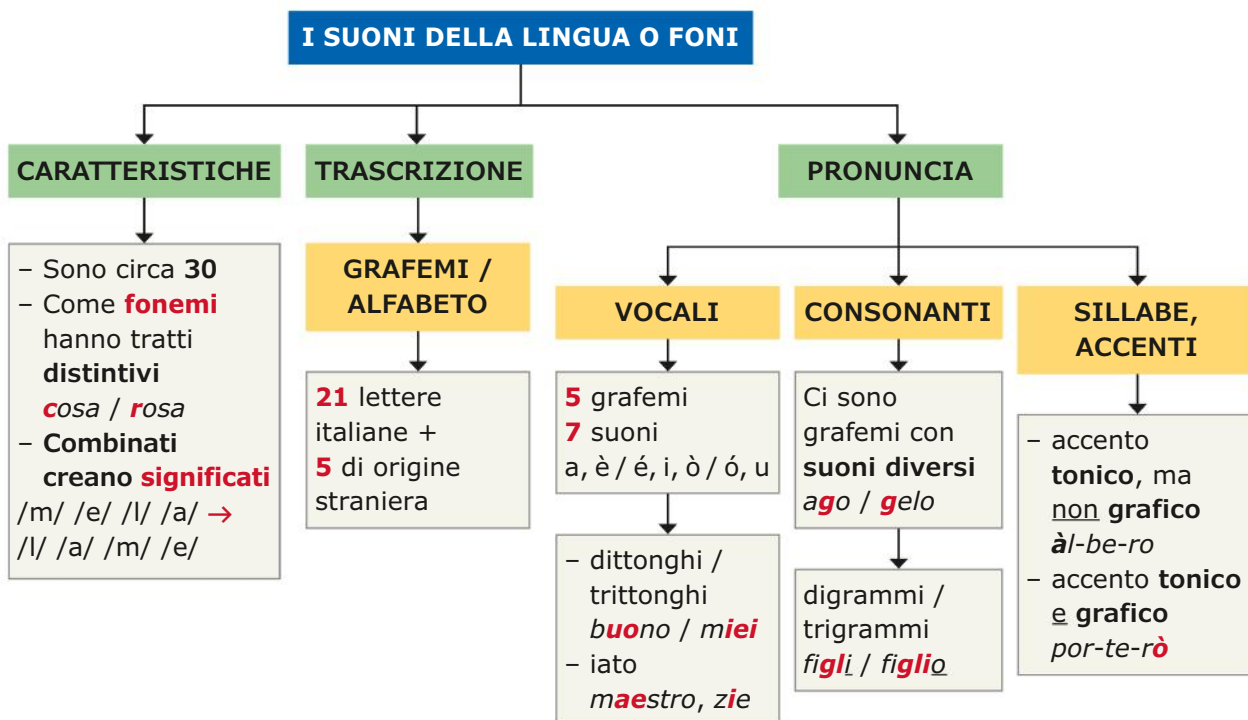 I SUONI DELLA LINGUA O FONI
CARATTERISTICHE
– Sono circa 30
– Come fonemi
hanno tratti
distintivi
cosa / rosa
– Combinati
creano significati
/m/ /e/ /l/ /a/ →
/l/ /a/ /m/ /e/
TRASCRIZIONE
GRAFEMI /
ALFABETO
21 lettere
italiane +
5 di origine
straniera
PRONUNCIA
VOCALI
5 grafemi
7 suoni
a, è / é, i, ò / ó, u
– dittonghi /
trittonghi
buono / miei
– iato
maestro, zie
CONSONANTI
Ci sono
grafemi con
suoni diversi
ago / gelo
digrammi /
trigrammi
figli / figlio
SILLABE,
ACCENTI
– accento
tonico, ma
non grafico
àl-be-ro
– accento tonico
e grafico
por-te-rò